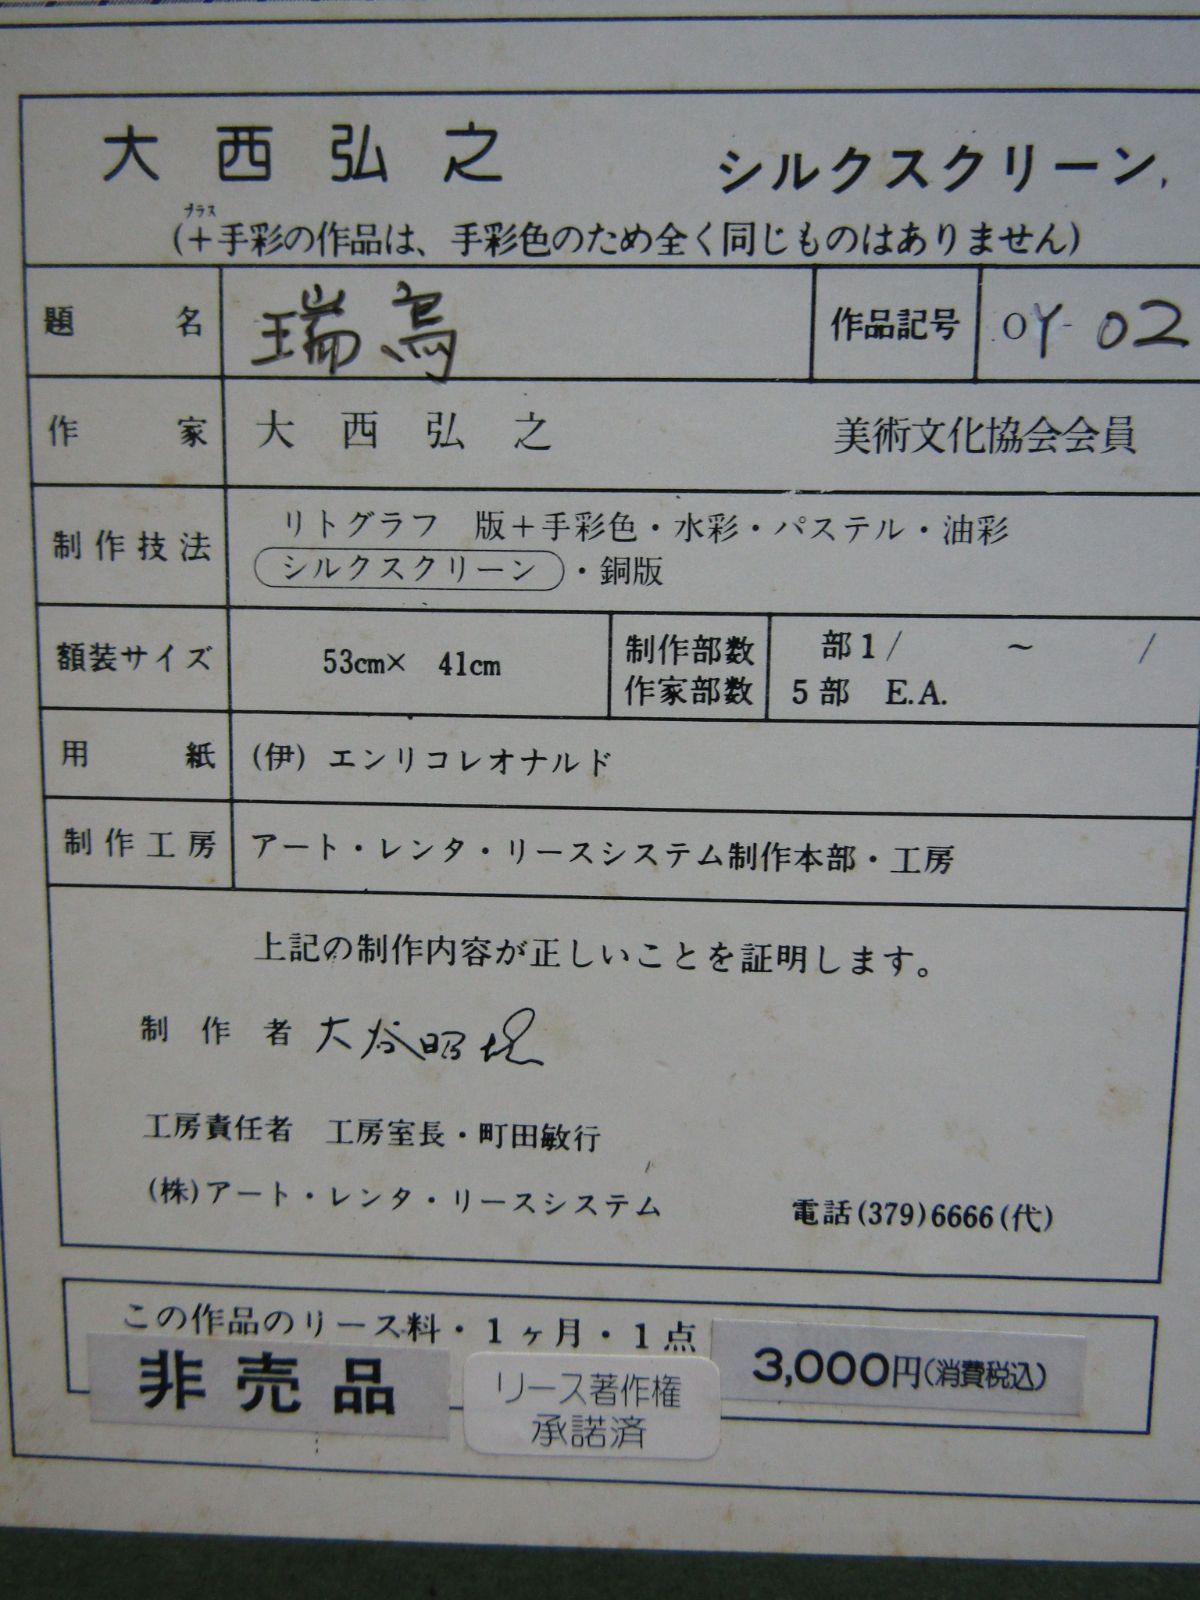 大西弘之 シルクスクリーン,
プラス
(+手彩の作品は、手彩色のため全く同じものはありません)
題名 瑞鳥 作品記号 OY-02
作家 大西弘之 美術文化協会会員
制作技法 リトグラフ 版+手彩色・水彩・パステル・油彩
シルクスクリーン・銅版
額装サイズ 53cm× 41cm 制作部数 部1/ ~ /
作家部数 5部 E.A.
用紙 (伊) エンリコレオナルド
制作工房 アート・レンタ・リースシステム制作本部・工房
上記の制作内容が正しいことを証明します。
制作者 大谷昭
工房責任者 工房室長・町田敏行
(株)アート・レンタ・リースシステム 電話(379)6666(代)
この作品のリース料・1ヶ月・1点
非売品 リース著作権 3,000円(消費税込)
承諾済